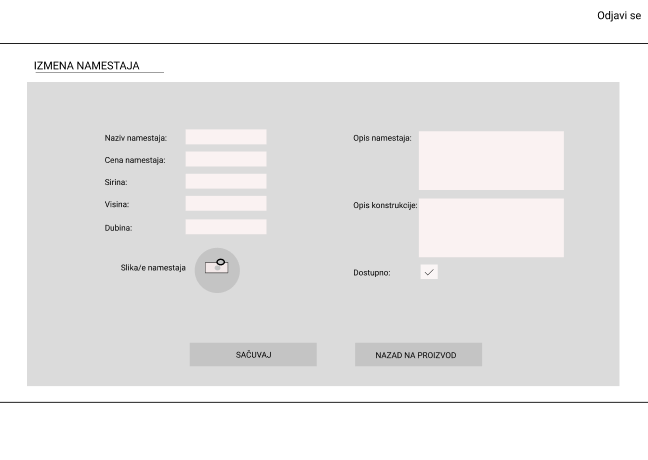 Odjavi se
IZMENA NAMESTAJA
Naziv namestaja:
Cena namestaja:
Sirina:
Visina:
Dubina:
Slika/e namestaja
Opis namestaja:
Opis konstrukcije:
Dostupno:
SAČUVAJ
NAZAD NA PROIZVOD